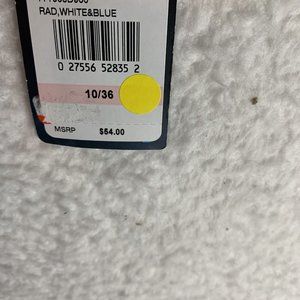 RAD,WHITE&BLUE
0 27556 52835 2
10/36
MSRP $54.00